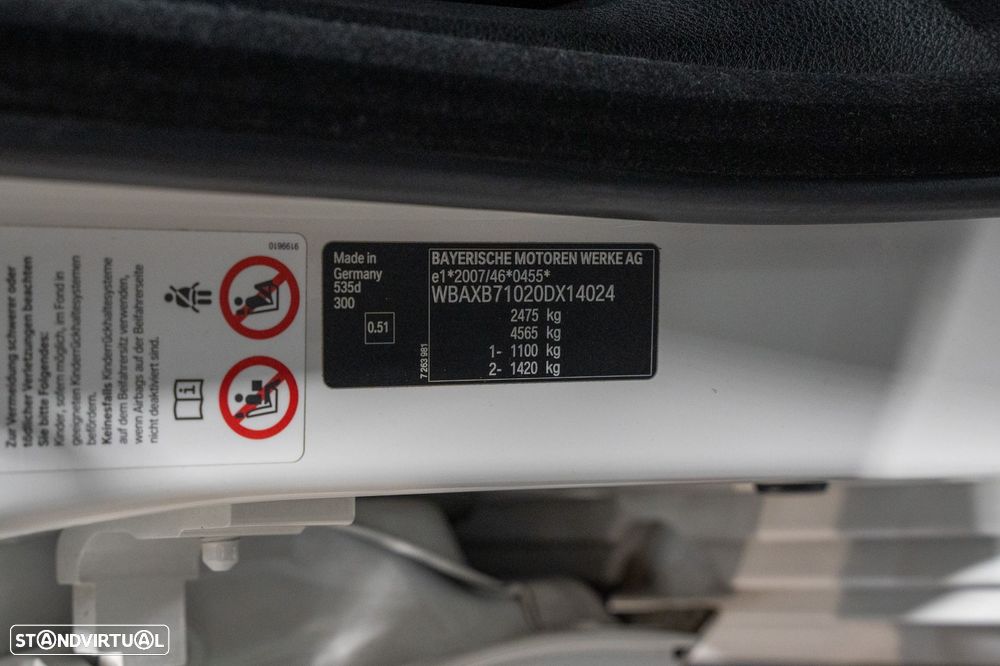 919961 0
Zur Vermeidung schwerer oder
tödlicher Verletzungen beachten
Sie bitte Folgendes:
Kinder, sofern möglich, im Fond in
geeigneten Kinderrückhaltesystemen
befördern.
Keinesfalls Kinderrückhaltesysteme
auf dem Beifahrersitz verwenden,
wenn Airbags auf der Beifahrerseite
nicht deaktiviert sind.
Made in
Germany
535d
300
0.51
7 263 981
BAYERISCHE MOTOREN WERKE AG
e1*2007/46*0455*
WBAXB71020DX14024
2475 kg
4565 kg
1- 1100 kg
2- 1420 kg
STANDVIRTUAL